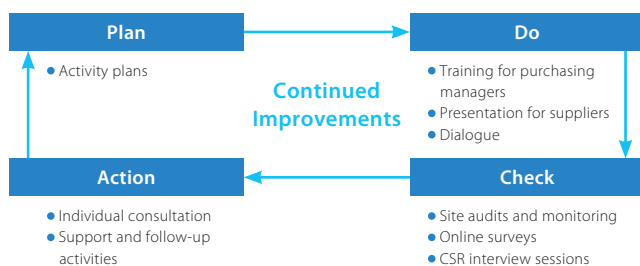 Plan
• Activity plans
Do
• Training for purchasing
managers
• Presentation for suppliers
• Dialogue
Continued
Improvements
Action
• Individual consultation
• Support and follow-up
activities
Check
• Site audits and monitoring
• Online surveys
• CSR interview sessions